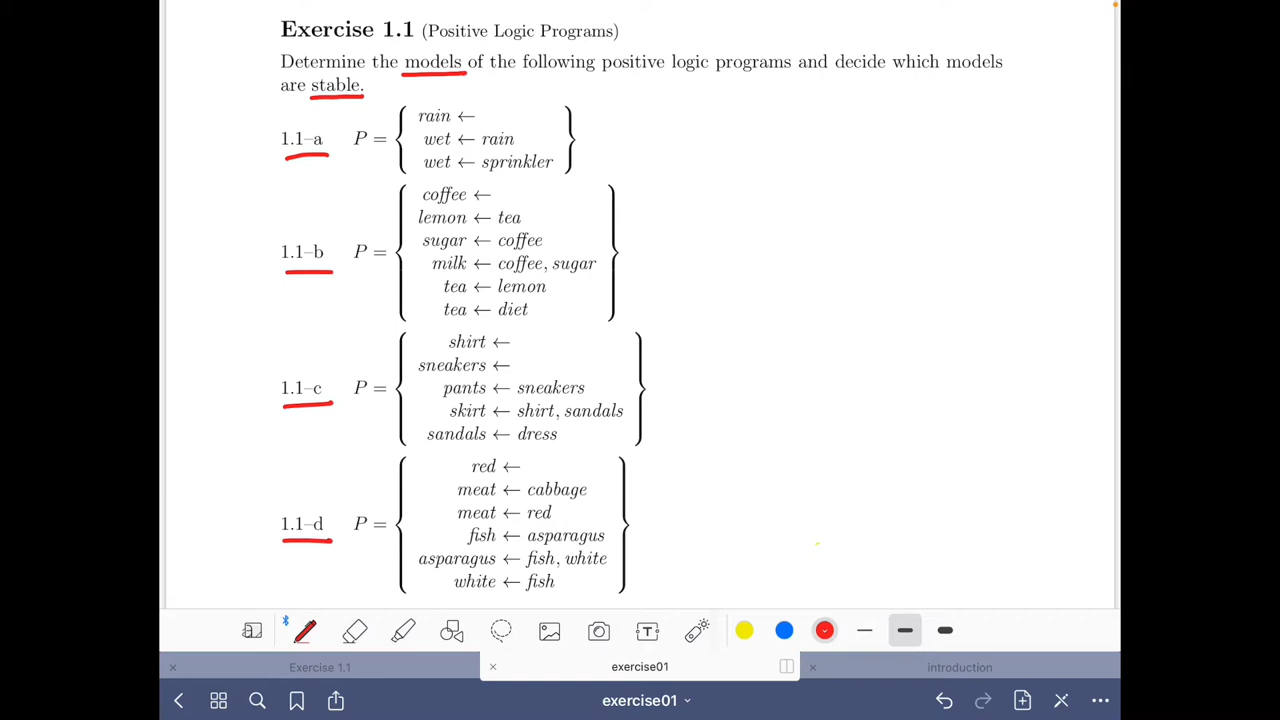 Exercise 1.1 (Positive Logic Programs)
Determine the models of the following positive logic programs and decide which models
are stable.
1.1–a P = { rain ←
wet ← rain
wet ← sprinkler }
1.1–b P = { coffee ←
lemon ← tea
sugar ← coffee
milk ← coffee, sugar
tea ← lemon
tea ← diet }
1.1–c P = { shirt ←
sneakers ←
pants ← sneakers
skirt ← shirt, sandals
sandals ← dress }
1.1–d P = { red ←
meat ← cabbage
meat ← red
fish ← asparagus
asparagus ← fish, white
white ← fish }
T
Exercise 1.1
exercise01
introduction
exercise01